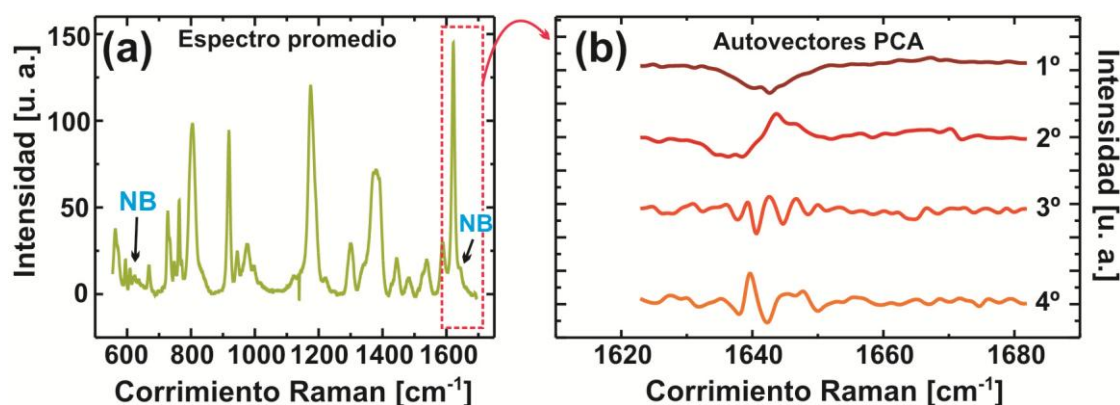 (a) Espectro promedio
NB
NB
Intensidad [u. a.]
150
100
50
0
600 800 1000 1200 1400 1600
Corrimiento Raman [cm-1]
(b) Autovectores PCA
1º
2º
3º
4º
Intensidad [u. a.]
1620 1640 1660 1680
Corrimiento Raman [cm-1]